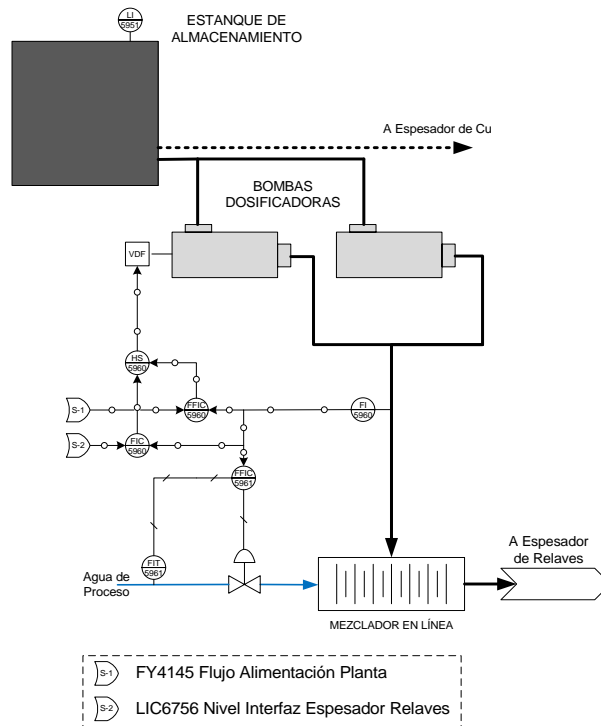 LI
5951
ESTANQUE DE
ALMACENAMIENTO
A Espesador de Cu
BOMBAS
DOSIFICADORAS
VDF
HS
5960
S-1
FFIC
5960
FI
5960
S-2
FIC
5960
FFIC
5961
FIT
5961
Agua de
Proceso
A Espesador
de Relaves
MEZCLADOR EN LÍNEA
S-1 FY4145 Flujo Alimentación Planta
S-2 LIC6756 Nivel Interfaz Espesador Relaves